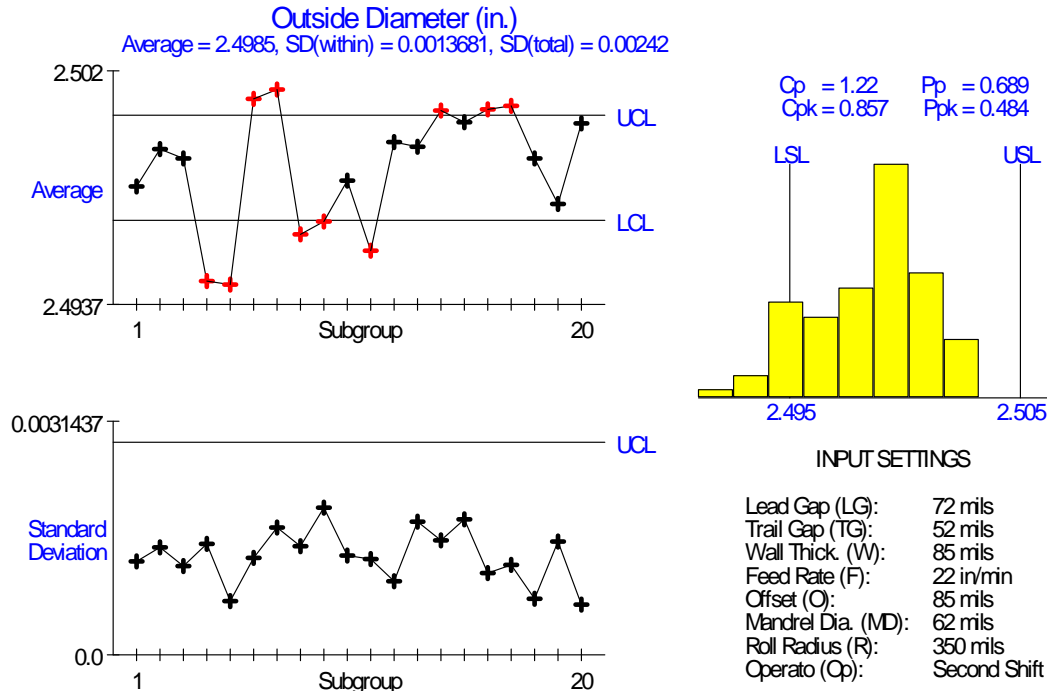 Outside Diameter (in.)
Average = 2.4985, SD(within) = 0.0013681, SD(total) = 0.00242
2.502
UCL
Average
LCL
2.4937
1
Subgroup
20
0.0031437
UCL
Standard
Deviation
0.0
1
Subgroup
20
Cp = 1.22 Pp = 0.689
Cpk = 0.857 Ppk = 0.484
LSL USL
2.495 2.505
INPUT SETTINGS
Lead Gap (LG): 72 mils
Trail Gap (TG): 52 mils
Wall Thick. (W): 85 mils
Feed Rate (F): 22 in/min
Offset (O): 85 mils
Mandrel Dia. (MD): 62 mils
Roll Radius (R): 350 mils
Operato (Op): Second Shift